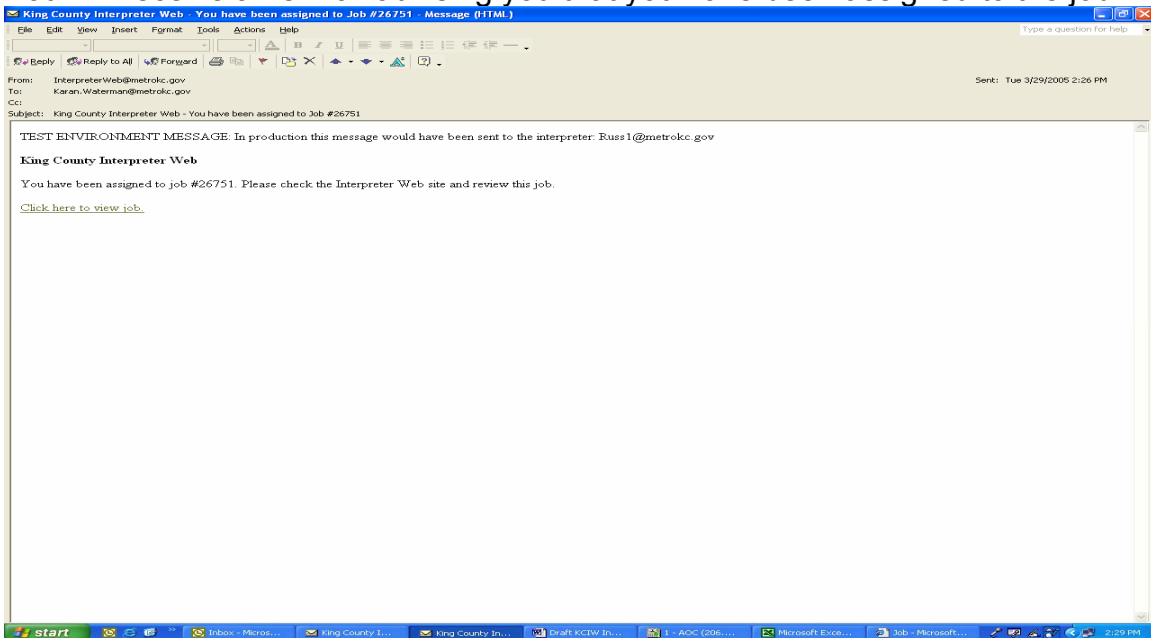 King County Interpreter Web - You have been assigned to Job #26751 - Message (HTML)
File Edit View Insert Format Tools Actions Help
Type a question for help
Reply Reply to All Forward
From: InterpreterWeb@metrokc.gov
Sent: Tue 3/29/2005 2:26 PM
To: Karan.Waterman@metrokc.gov
Cc:
Subject: King County Interpreter Web - You have been assigned to Job #26751
TEST ENVIRONMENT MESSAGE: In production this message would have been sent to the interpreter: Russ1@metrokc.gov
King County Interpreter Web
You have been assigned to job #26751. Please check the Interpreter Web site and review this job.
Click here to view job.
start Inbox - Micros... King County I... King County In... Draft KCIW In... 1 - AOC (206.... Microsoft Exce... Job - Microsoft... 2:29 PM